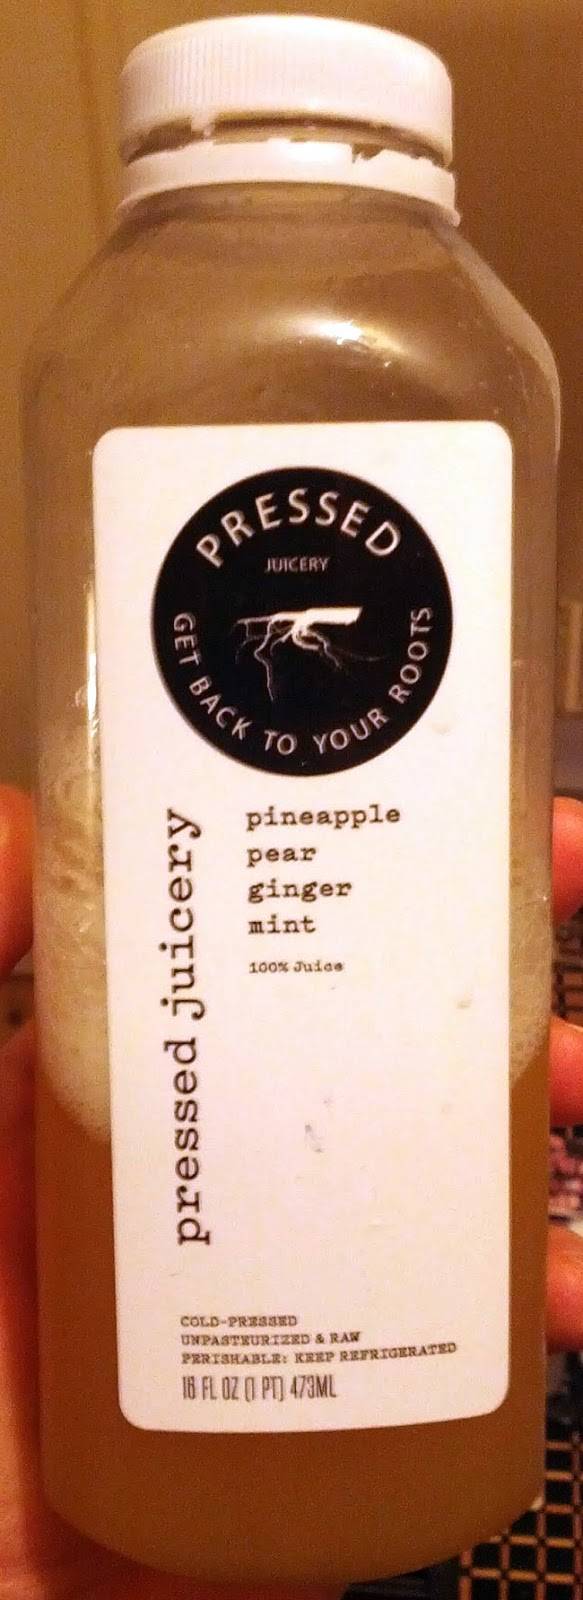 PRESSED
JUICERY
GET BACK TO YOUR ROOTS
pressed juicery
pineapple
pear
ginger
mint
100% Juice
COLD-PRESSED
UNPASTEURIZED & RAW
PERISHABLE: KEEP REFRIGERATED
16 FL OZ (1 PT) 473ML